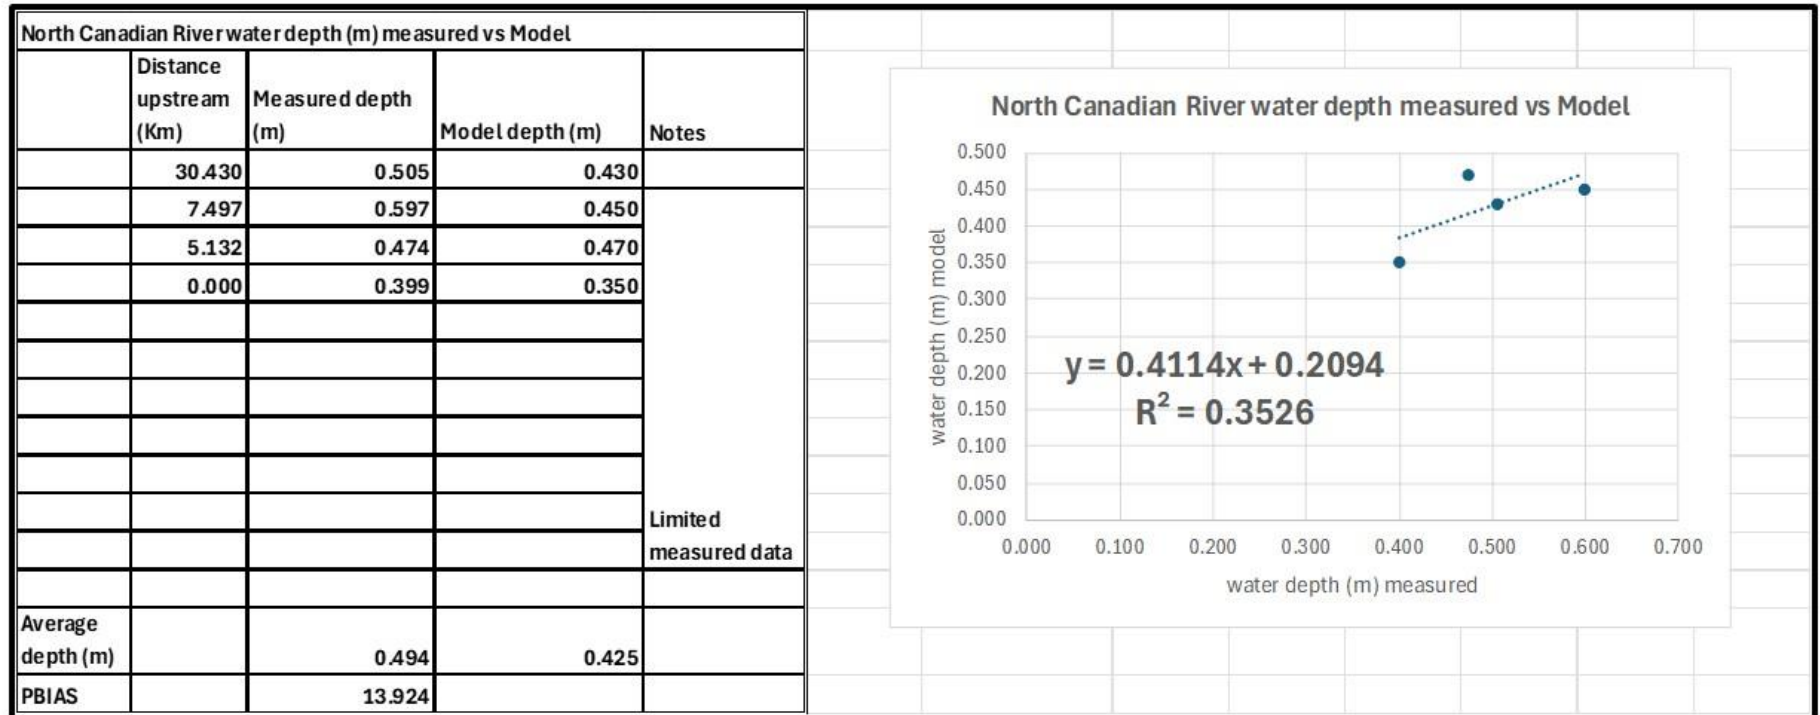 North Canadian River water depth (m) measured vs Model
Distance
upstream
(Km)
Measured depth
(m)
Model depth (m)
Notes
30.430 0.505 0.430
7.497 0.597 0.450
5.132 0.474 0.470
0.000 0.399 0.350
Limited
measured data
Average
depth (m) 0.494 0.425
PBIAS 13.924
North Canadian River water depth measured vs Model
0.500
0.450
0.400
0.350
0.300
0.250
0.200
0.150
0.100
0.050
0.000
water depth (m) model
y = 0.4114x + 0.2094
R² = 0.3526
0.000 0.100 0.200 0.300 0.400 0.500 0.600 0.700
water depth (m) measured